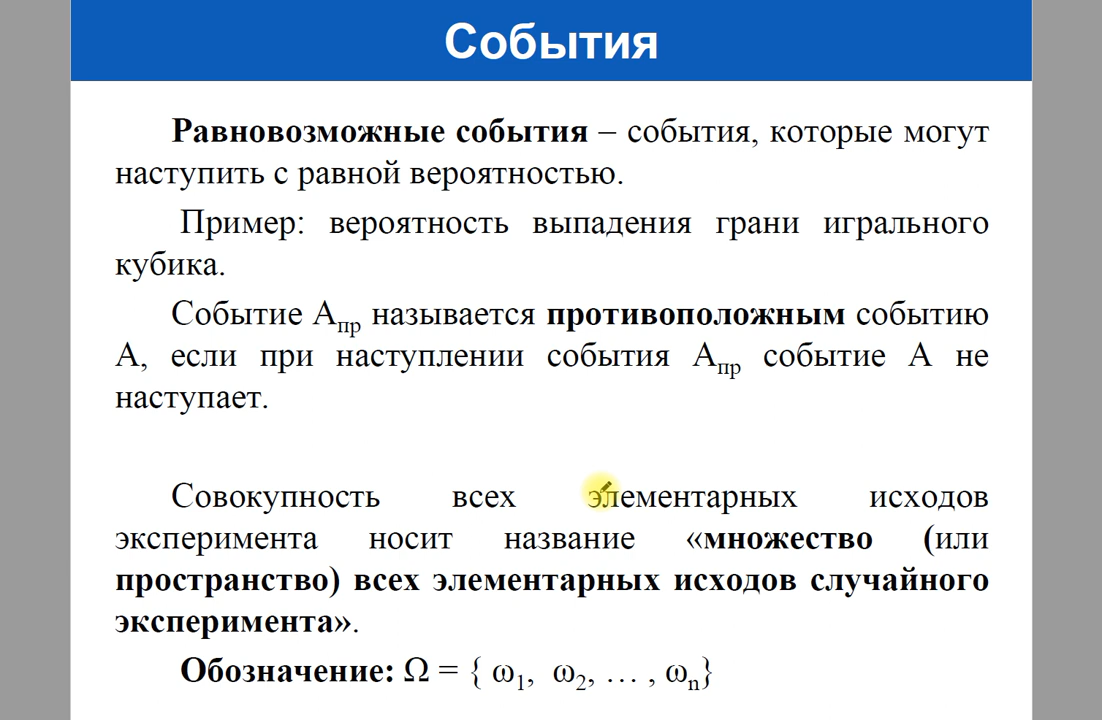 События
Равновозможные события – события, которые могут
наступить с равной вероятностью.
Пример: вероятность выпадения грани игрального
кубика.
Событие Апр называется противоположным событию
А, если при наступлении события Апр событие А не
наступает.
Совокупность всех элементарных исходов
эксперимента носит название «множество (или
пространство) всех элементарных исходов случайного
эксперимента».
Обозначение: Ω = { ω1, ω2, … , ωn}